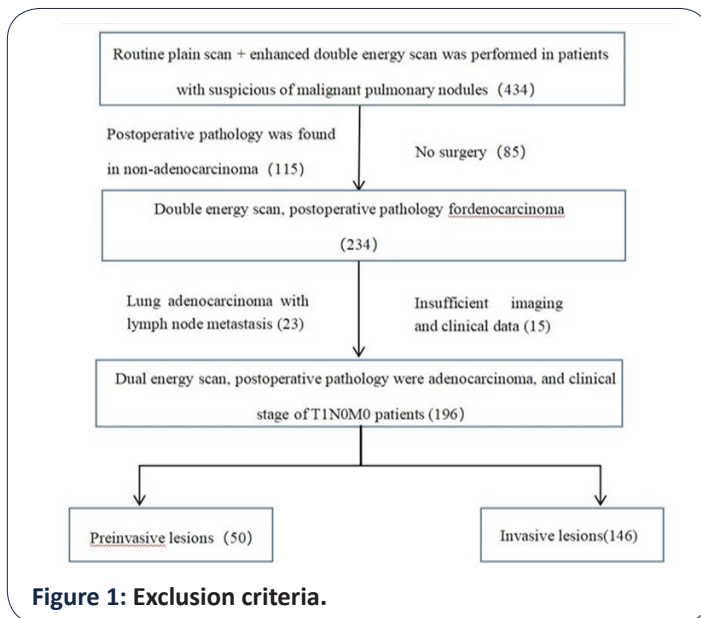 Routine plain scan + enhanced double energy scan was performed in patients
with suspicious of malignant pulmonary nodules (434)
Postoperative pathology was found
in non-adenocarcinoma (115)
No surgery (85)
Double energy scan, postoperative pathology fordenocarcinoma
(234)
Lung adenocarcinoma with
lymph node metastasis (23)
Insufficient imaging
and clinical data (15)
Dual energy scan, postoperative pathology were adenocarcinoma, and clinical
stage of T1N0M0 patients (196)
Preinvasive lesions (50)
Invasive lesions(146)
Figure 1: Exclusion criteria.